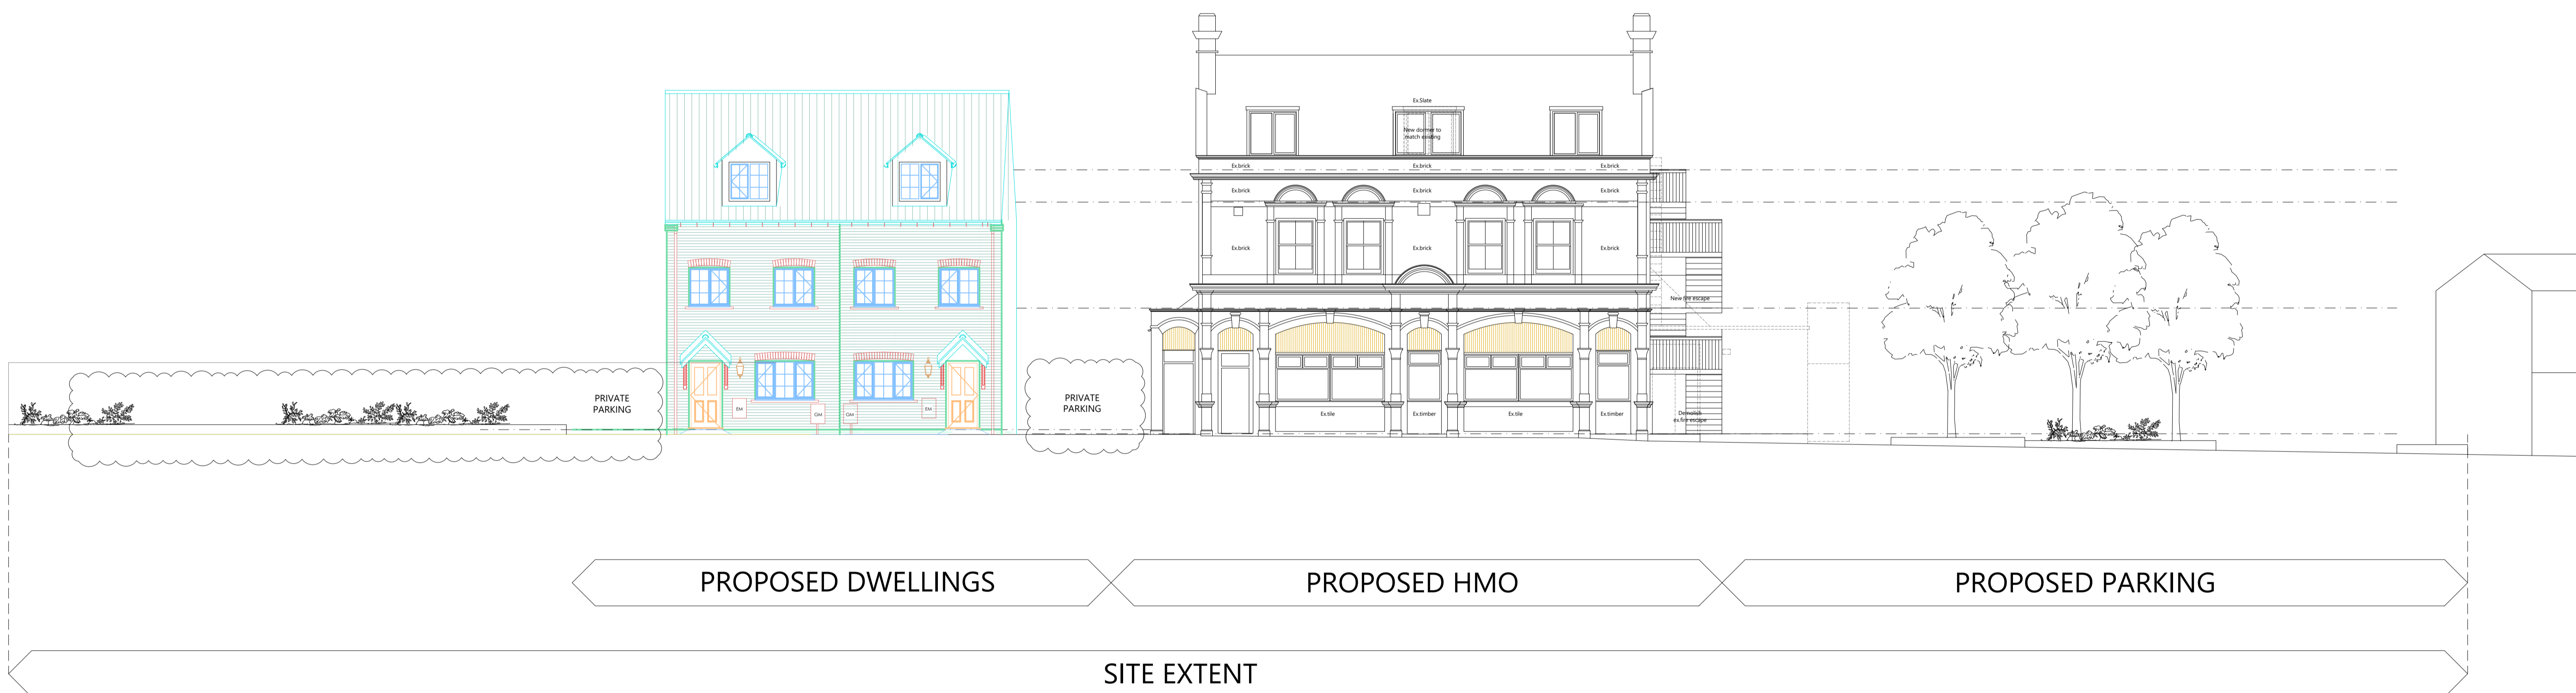 Ex.Slate
New dormer to
match existing
Ex.brick
Ex.brick
Ex.brick
Ex.brick
Ex.brick
Ex.brick
Ex.brick
Ex.brick
Ex.brick
New fire escape
PRIVATE
PARKING
PRIVATE
PARKING
EM
GM
GM
EM
Ex.tile
Ex.timber
Ex.tile
Ex.timber
Demolish
ex.fire escape
PROPOSED DWELLINGS
PROPOSED HMO
PROPOSED PARKING
SITE EXTENT